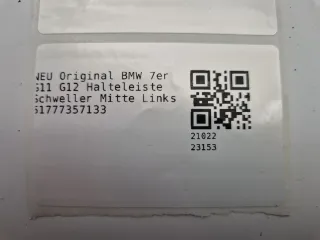 NEU Original BMW 7er
G11 G12 Halteleiste
Schweller Mitte Links
51777357133
21022
23153